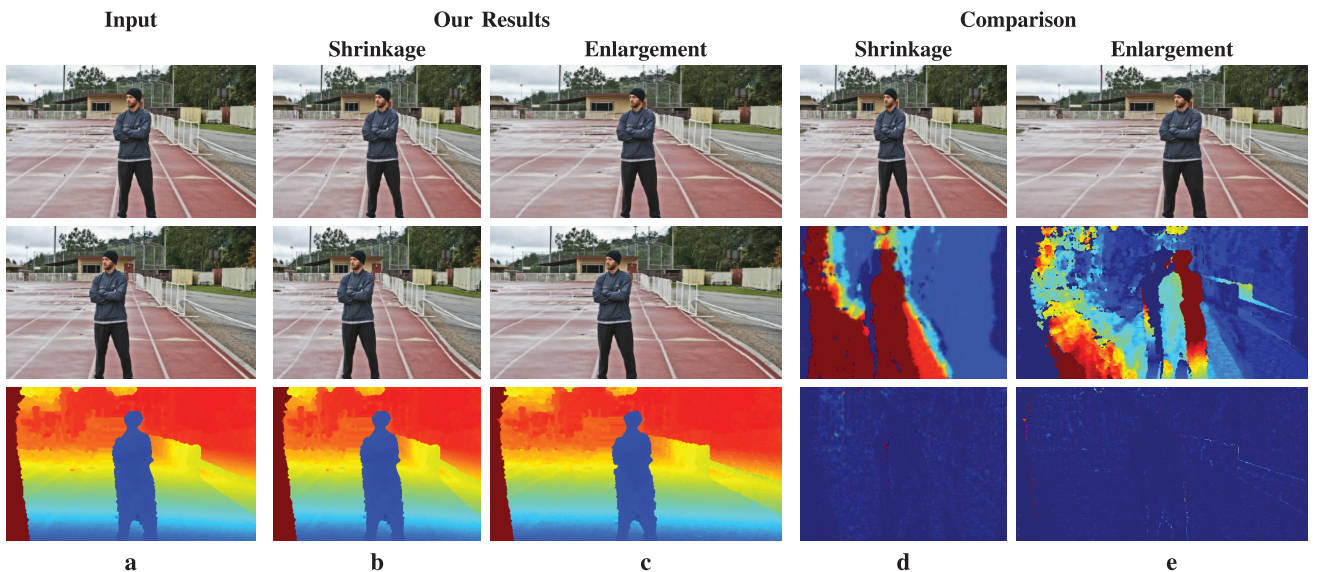 Input
Our Results
Comparison
Shrinkage
Enlargement
Shrinkage
Enlargement
a
b
c
d
e